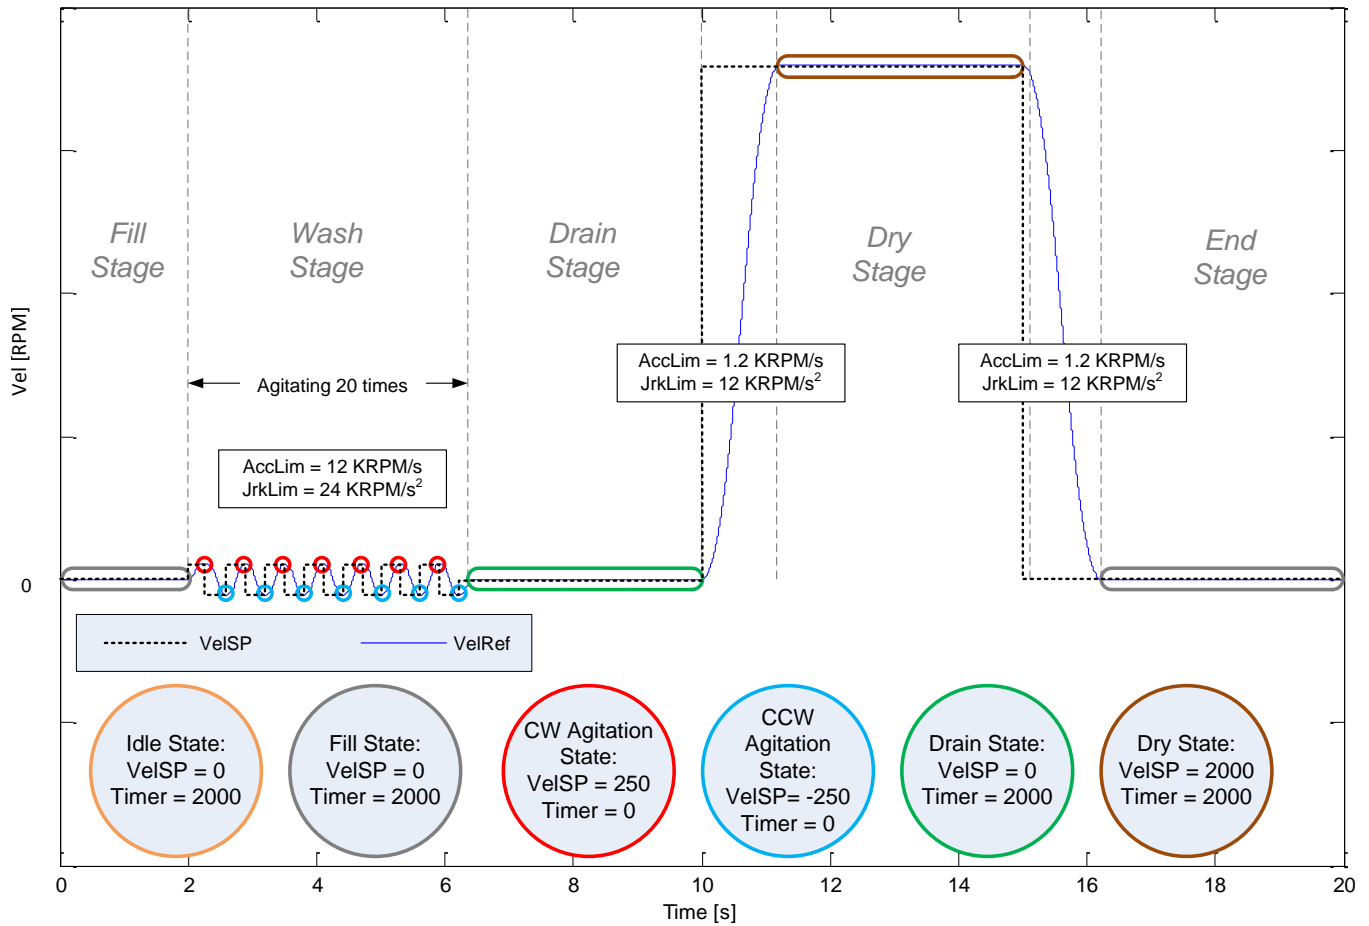 Fill
Stage
Wash
Stage
Drain
Stage
Dry
Stage
End
Stage
Vel [RPM]
AccLim = 1.2 KRPM/s
JrkLim = 12 KRPM/s²
AccLim = 1.2 KRPM/s
JrkLim = 12 KRPM/s²
Agitating 20 times
AccLim = 12 KRPM/s
JrkLim = 24 KRPM/s²
0
VelSP
VelRef
Idle State:
VelSP = 0
Timer = 2000
Fill State:
VelSP = 0
Timer = 2000
CW Agitation
State:
VelSP = 250
Timer = 0
CCW
Agitation
State:
VelSP= -250
Timer = 0
Drain State:
VelSP = 0
Timer = 2000
Dry State:
VelSP = 2000
Timer = 2000
0 2 4 6 8 10 12 14 16 18 20
Time [s]